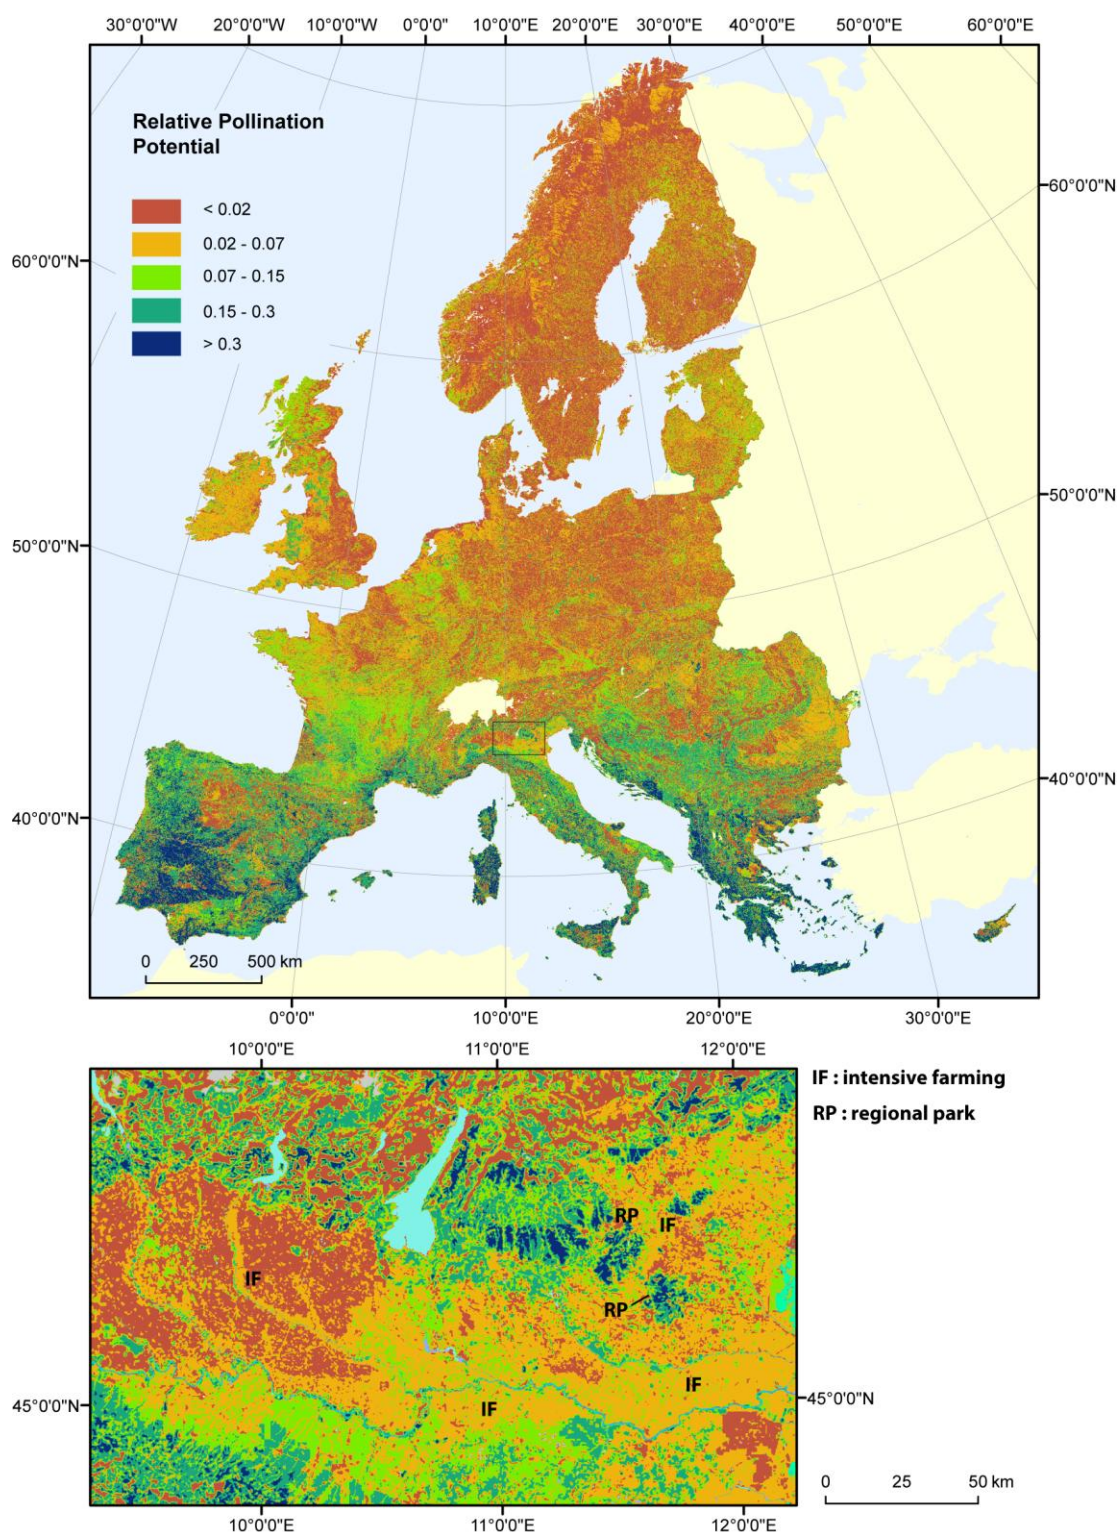 30°0'0"W 20°0'0"W 10°0'0"W 0°0'0"E 10°0'0"E 20°0'0"E 30°0'0"E 40°0'0"E 50°0'0"E 60°0'0"E
Relative Pollination
Potential
< 0.02
0.02 - 0.07
0.07 - 0.15
0.15 - 0.3
> 0.3
60°0'0"N
60°0'0"N
50°0'0"N
50°0'0"N
40°0'0"N
40°0'0"N
0 250 500 km
0°0'0" 10°0'0"E 20°0'0"E 30°0'0"E
10°0'0"E 11°0'0"E 12°0'0"E
IF : intensive farming
RP : regional park
RP
IF
IF
RP
IF
IF
45°0'0"N
45°0'0"N
0 25 50 km
10°0'0"E 11°0'0"E 12°0'0"E